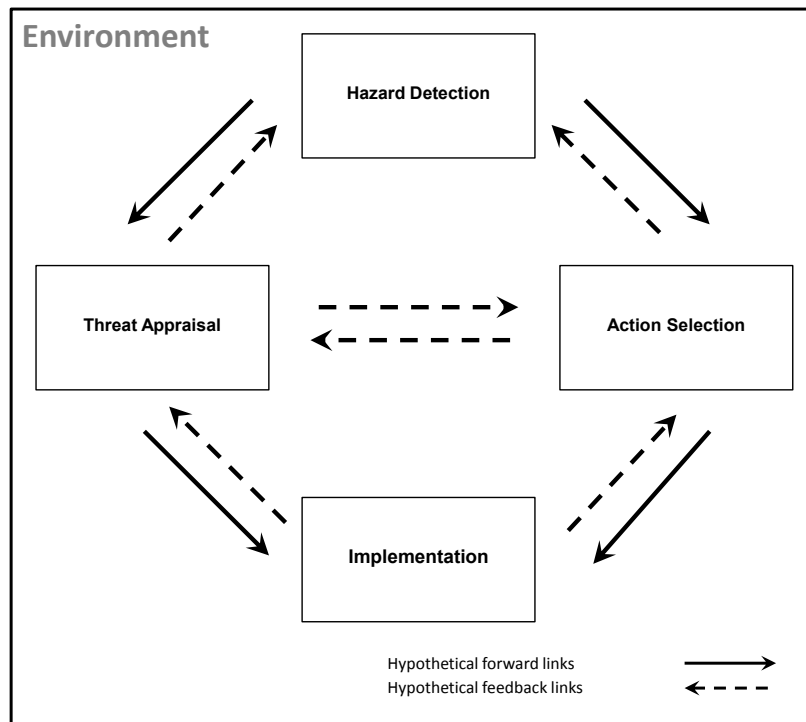 Environment
Hazard Detection
Threat Appraisal
Action Selection
Implementation
Hypothetical forward links
Hypothetical feedback links